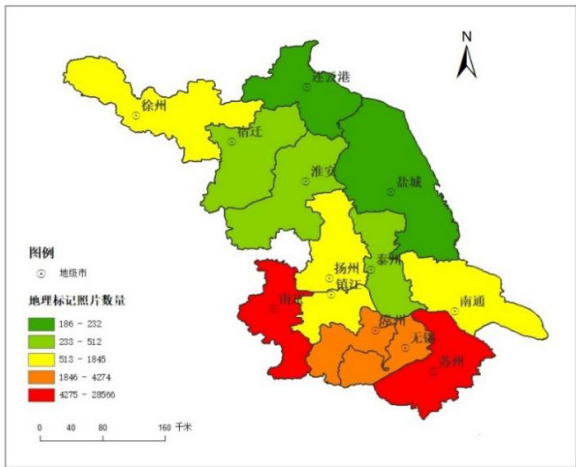 N
连云港
徐州
宿迁
淮安
盐城
扬州
泰州
镇江
南京
南通
常州
无锡
苏州
图例
地级市
地理标记照片数量
186 - 232
233 - 512
513 - 1845
1846 - 4274
4275 - 28566
0 40 80 160 千米